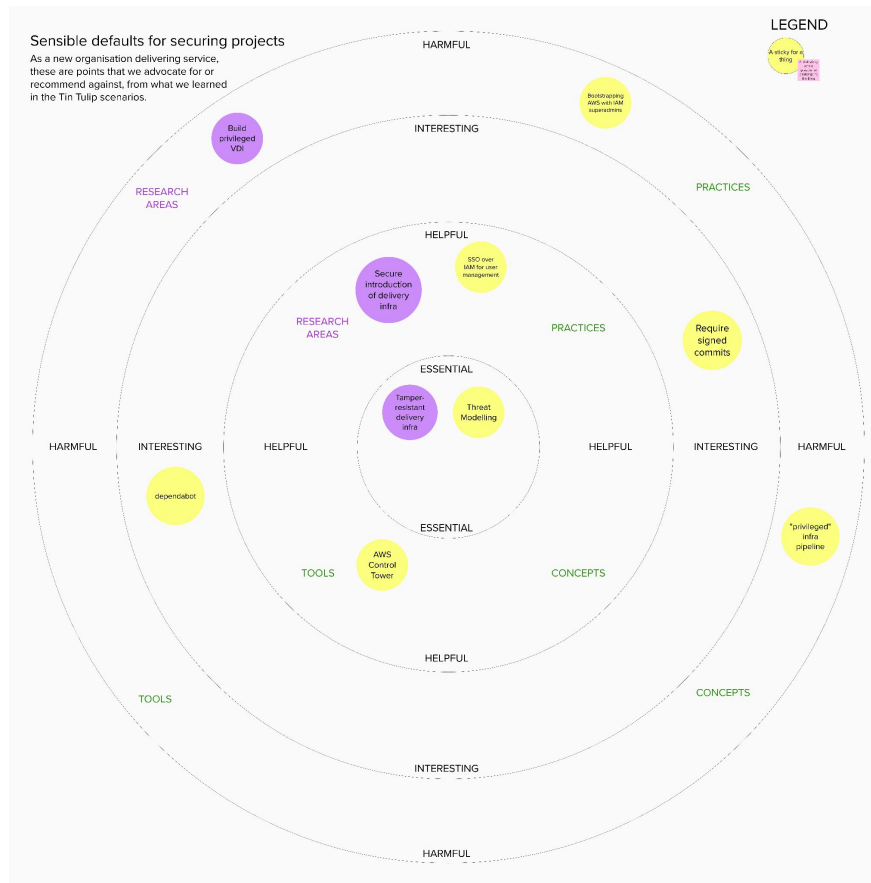 LEGEND
Sensible defaults for securing projects
As a new organisation delivering service,
these are points that we advocate for or
recommend against, from what we learned
in the Tin Tulip scenarios.
HARMFUL
A sticky for a
thing
Bootstrapping
AWS with IAM
superadmins
Build
privileged
VDI
INTERESTING
RESEARCH
AREAS
PRACTICES
HELPFUL
SSO over
IAM for user
management
Secure
introduction
of delivery
infra
RESEARCH
AREAS
PRACTICES
Require
signed
commits
ESSENTIAL
Tamper-
resistant
delivery
infra
Threat
Modelling
HARMFUL
INTERESTING
HELPFUL
HELPFUL
INTERESTING
HARMFUL
dependabot
"privileged"
infra
pipeline
ESSENTIAL
AWS
Control
Tower
TOOLS
CONCEPTS
HELPFUL
TOOLS
CONCEPTS
INTERESTING
HARMFUL